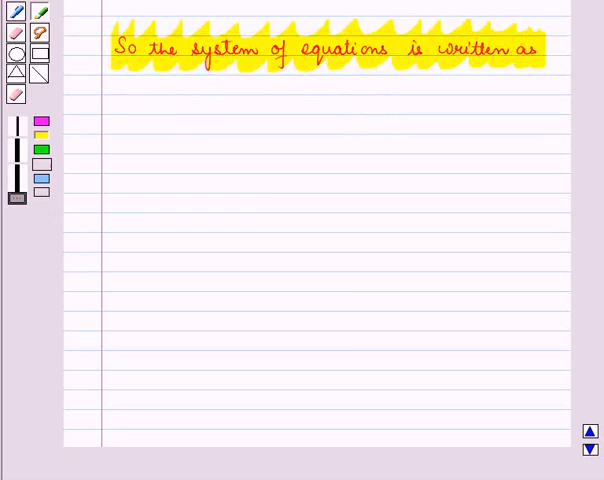 So the system of equations is written as